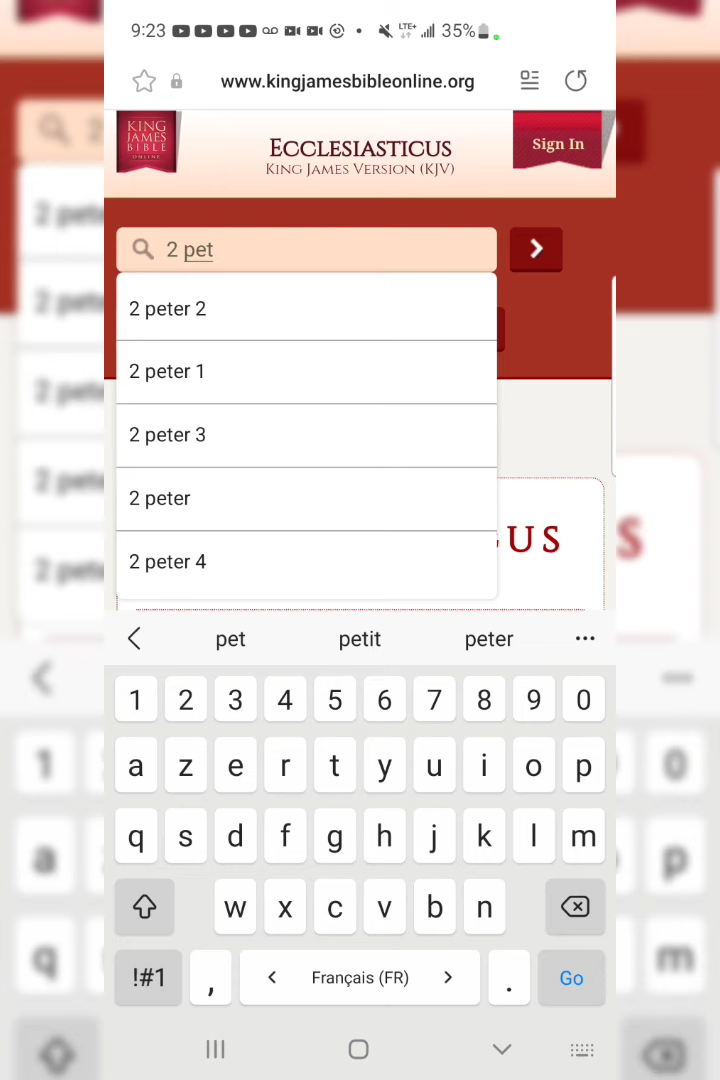 9:23 LTE+ 35%
www.kingjamesbibleonline.org
KING
JAMES
BIBLE
ONLINE
ECCLESIASTICUS
KING JAMES VERSION (KJV)
Sign In
2 pet
2 peter 2
2 peter 1
2 peter 3
2 peter
2 peter 4
US
pet petit peter
1 2 3 4 5 6 7 8 9 0
a z e r t y u i o p
q s d f g h j k l m
w x c v b n
!#1 , < Français (FR) > . Go